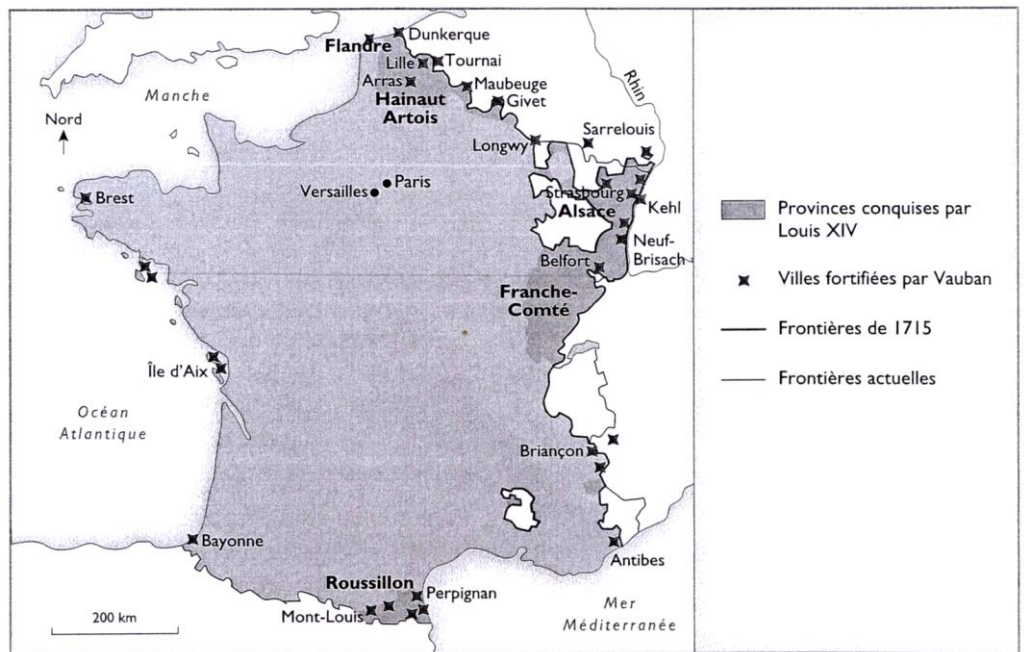 Flandre
Dunkerque
Lille
Tournai
Arras
Maubeuge
Hainaut
Artois
Givet
Rhin
Manche
Nord
Longwy
Sarrelouis
Versailles
Paris
Brest
Strasbourg
Alsace
Kehl
Neuf-
Brisach
Belfort
Franche-
Comté
Île d'Aix
Océan
Atlantique
Briançon
Bayonne
Antibes
Roussillon
Perpignan
Mont-Louis
Mer
Méditerranée
200 km
Provinces conquises par
Louis XIV
Villes fortifiées par Vauban
Frontières de 1715
Frontières actuelles